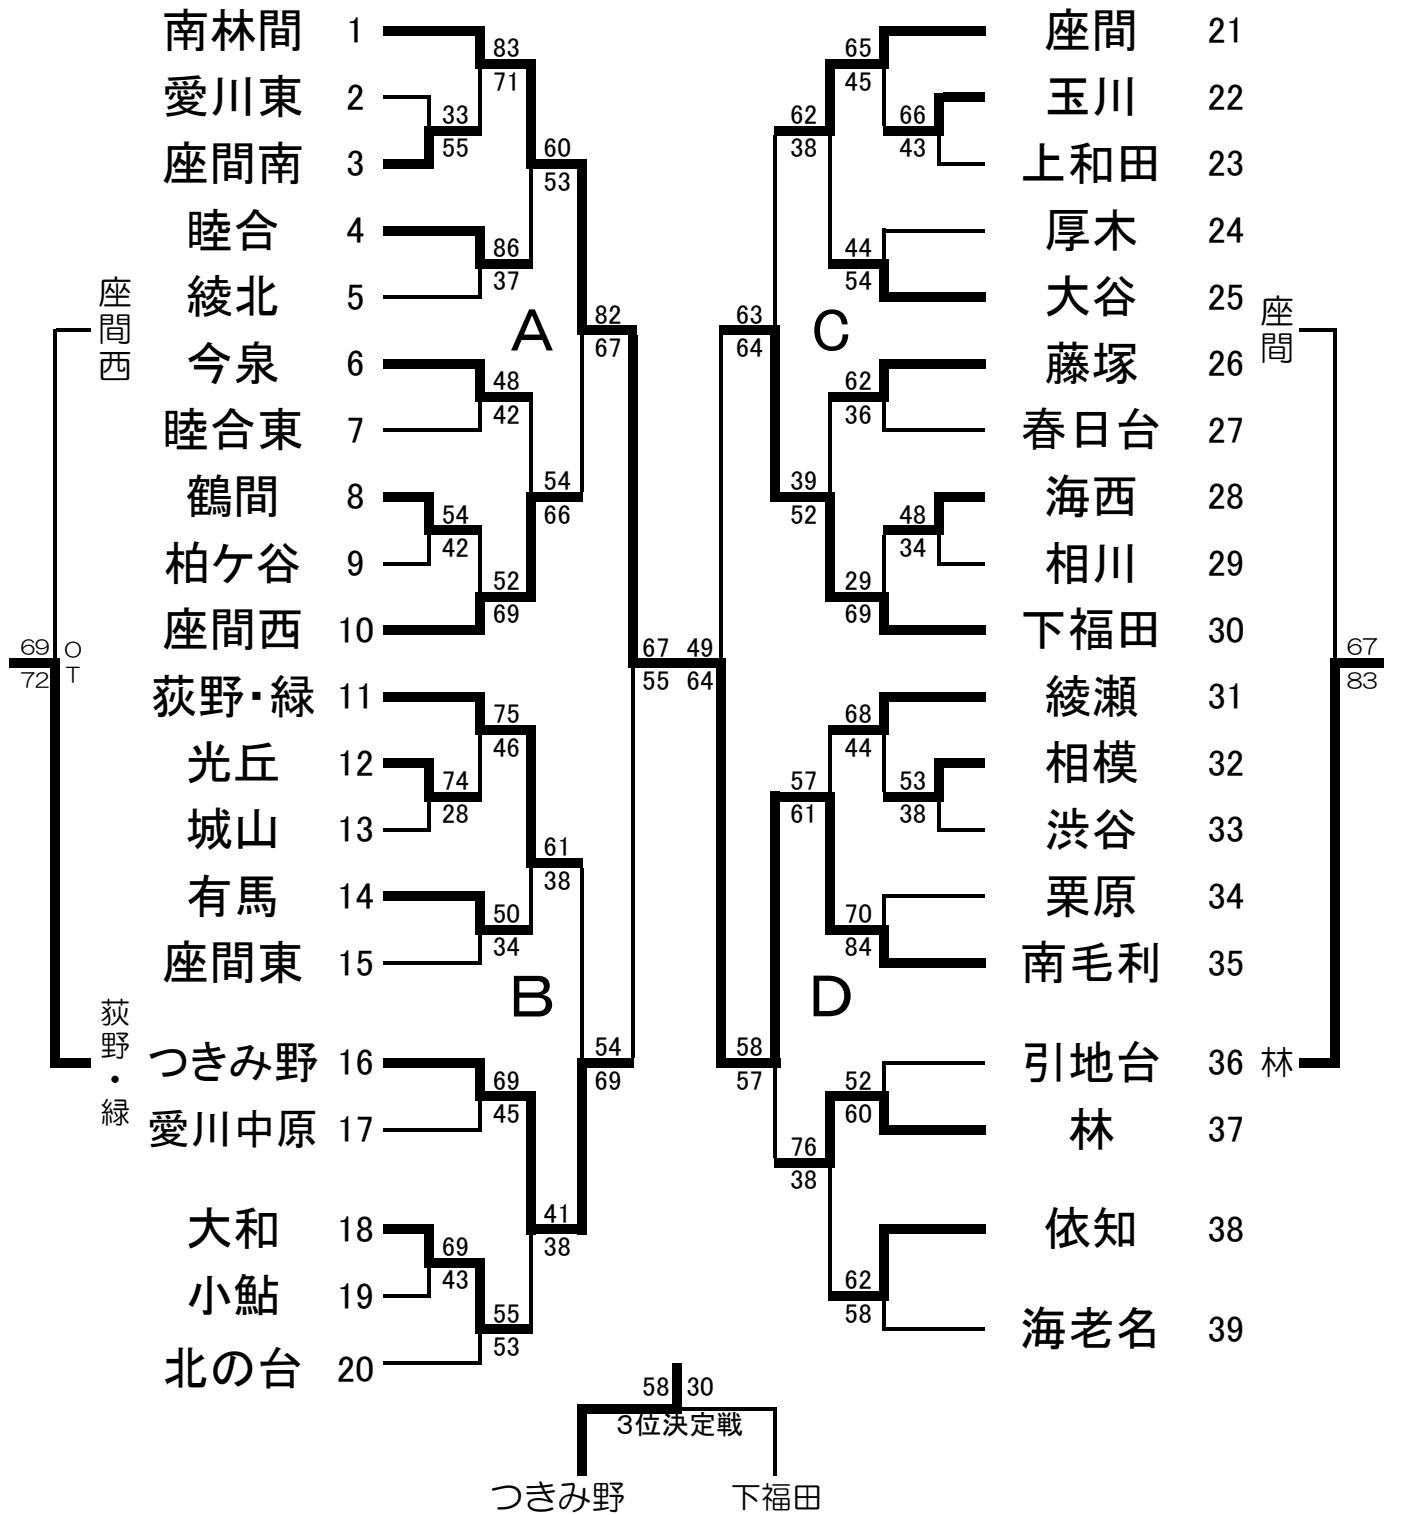 南林間 1
愛川東 2
座間南 3
睦合 4
綾北 5
今泉 6
睦合東 7
鶴間 8
柏ケ谷 9
座間西 10
荻野・緑 11
光丘 12
城山 13
有馬 14
座間東 15
つきみ野 16
愛川中原 17
大和 18
小鮎 19
北の台 20
83
71
33
55
60
53
86
37
A
82
67
48
42
54
66
54
42
52
69
75
46
74
28
61
38
50
34
B
54
69
69
45
41
38
69
43
55
53
67 49
55 64
座間 21
玉川 22
上和田 23
厚木 24
大谷 25
藤塚 26
春日台 27
海西 28
相川 29
下福田 30
綾瀬 31
相模 32
渋谷 33
栗原 34
南毛利 35
引地台 36
林 37
依知 38
海老名 39
65
45
66
43
62
38
44
54
C
63
64
62
36
39
52
48
34
29
69
68
44
53
38
57
61
70
84
D
58
57
52
60
76
38
62
58
座間西
69 OT
72
荻野・緑
座間
67
83
林
58 30
3位決定戦
つきみ野 下福田